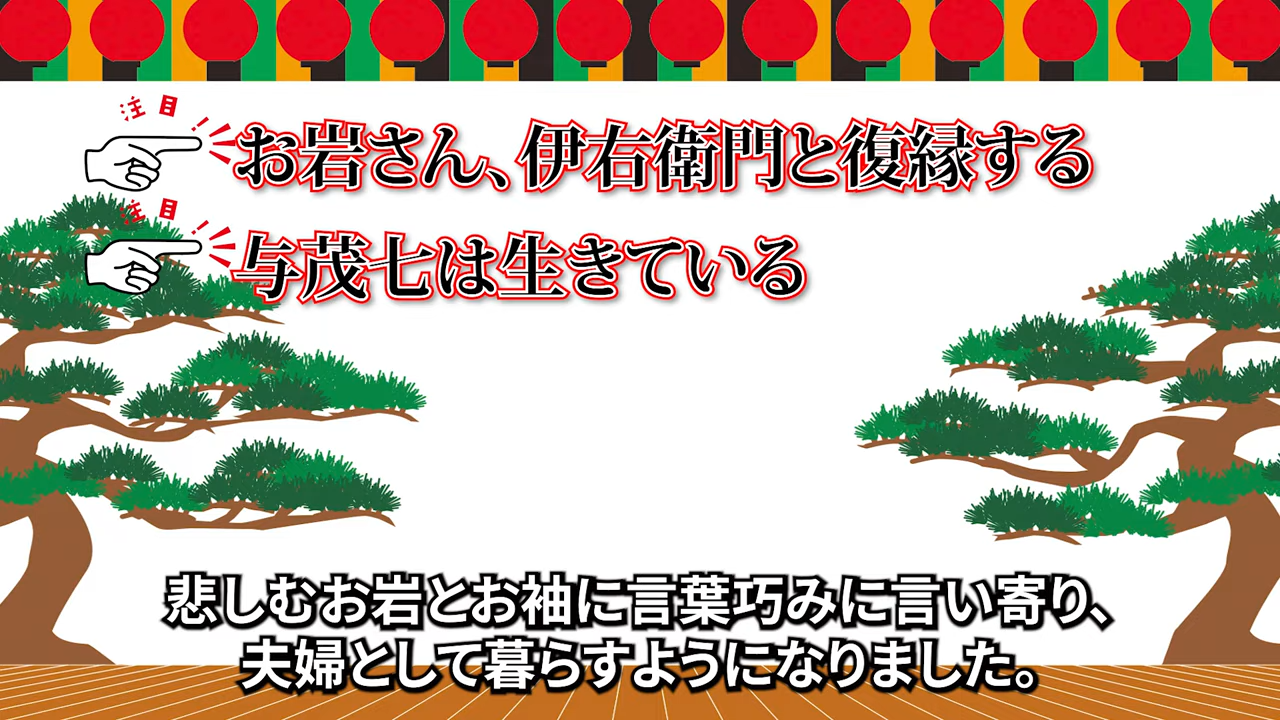 注目!
お岩さん、伊右衛門と復縁する
注目!
与茂七は生きている
悲しむお岩とお袖に言葉巧みに言い寄り、
夫婦として暮らすようになりました。